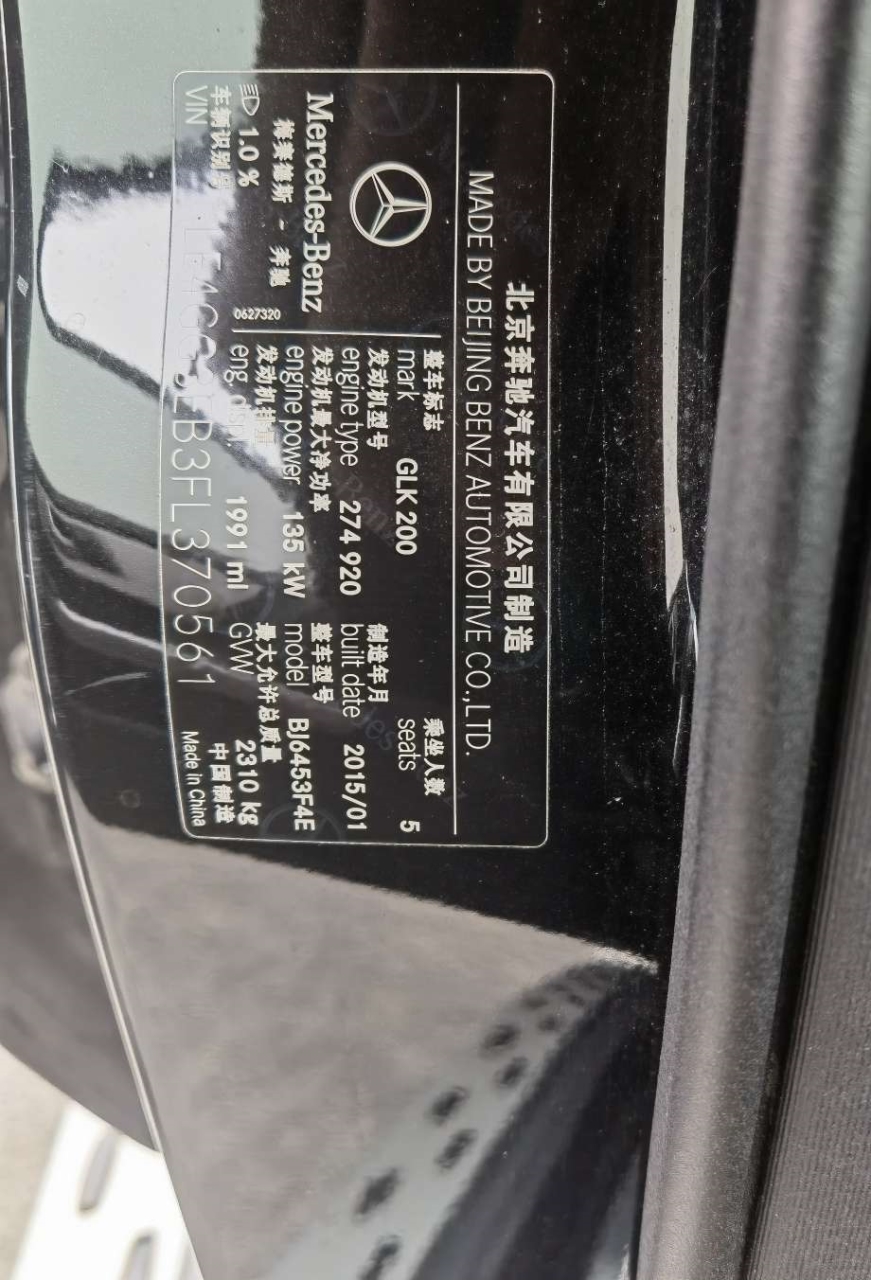 北京奔驰汽车有限公司制造
MADE BY BEIJING BENZ AUTOMOTIVE CO.,LTD.
Mercedes-Benz
梅赛德斯 - 奔驰
1.0 %
0627320
整车标志 乘坐人数
mark GLK 200 seats 5
发动机型号 制造年月
engine type 274 920 built date 2015/01
发动机最大净功率 整车型号
engine power 135 kW model BJ6453F4E
发动机排量 最大允许总质量
eng. displ. 1991 ml GVW 2310 kg
车辆识别号
VIN
中国制造
Made in China